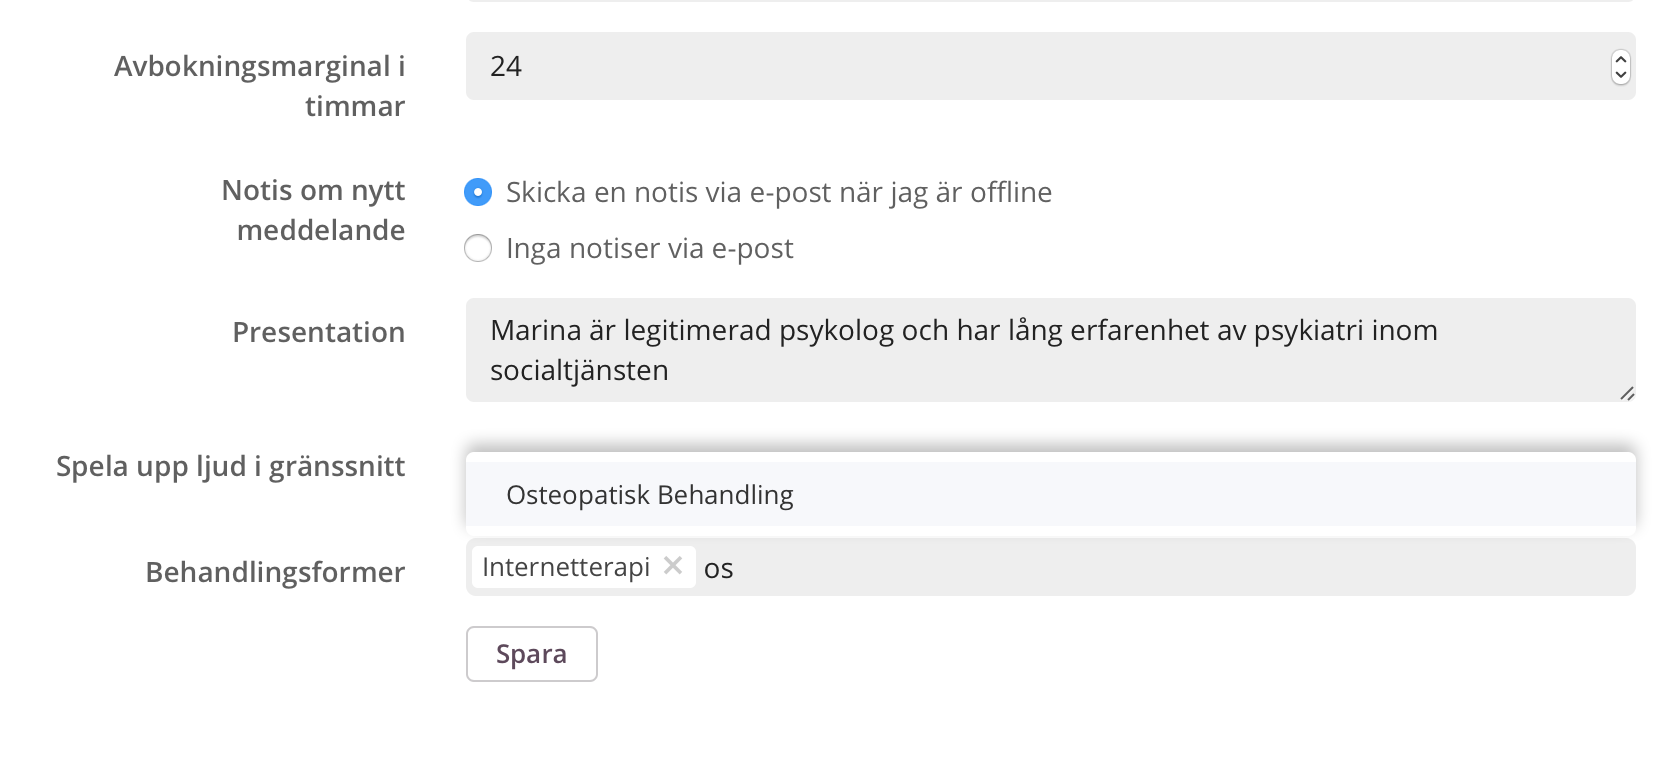 Avbokningsmarginal i
timmar
24
Notis om nytt
meddelande
Skicka en notis via e-post när jag är offline
Inga notiser via e-post
Presentation
Marina är legitimerad psykolog och har lång erfarenhet av psykiatri inom
socialtjänsten
Spela upp ljud i gränssnitt
Osteopatisk Behandling
Behandlingsformer
Internetterapi
os
Spara